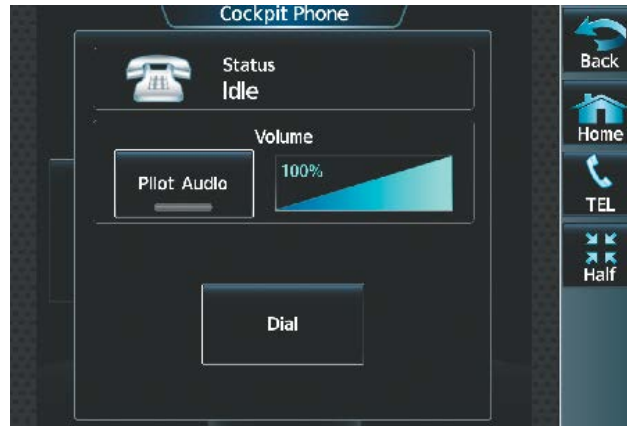 Cockpit Phone
Status
Idle
Volume
Pilot Audio
100%
Dial
Back
Home
TEL
Half